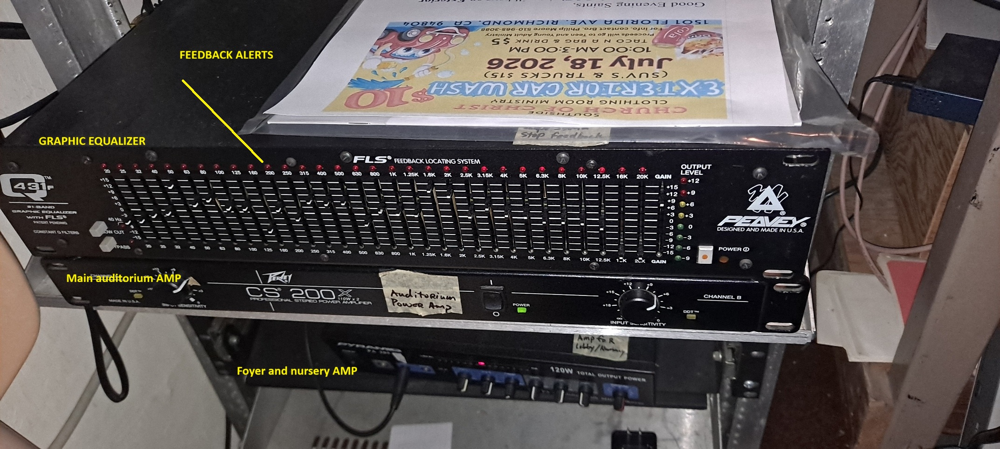 Good Evening Saints,
1501 FLORIDA AVE. RICHMOND, CA 94804
For Info. contact Bro. Phillip Moore 510-965-3088
Proceeds will go to Teen and Young Adult Ministry
TACO N A BAG & DRINK $5
10:00 AM-3:00 PM
July 18, 2026
(SUV'S & TRUCKS $15)
$10 EXTERIOR CAR WASH
CLOTHING ROOM MINISTRY
CHURCH OF CHRIST
SOUTHSIDE
Cola
FEEDBACK ALERTS
GRAPHIC EQUALIZER
Stop feedback
FLS® FEEDBACK LOCATING SYSTEM
20 25 32 40 50 63 80 100 125 160 200 250 315 400 500 630 800 1K 1.25K 1.6K 2K 2.5K 3.15K 4K 5K 6.3K 8K 10K 12.5K 16K 20K GAIN
OUTPUT
LEVEL
+12
+9
+6
+3
0
-3
-6
-9
+15
+12
+9
+6
+3
0
-3
-12
-15
+15
+12
+9
+6
+3
0
-3
-6
-9
-12
-15
Q™
431F
31-BAND
GRAPHIC EQUALIZER
WITH FLS®
PATENT PENDING
CONSTANT Q FILTERS
40 Hz
CUT
20 25 32 40 50 63 80 100 125 160 200 250 315 400 500 630 800 1K 1.25K 1.6K 2K 2.5K 3.15K 4K 5K 6.3K 8K 10K 12.5K GAIN
PEAVEY®
DESIGNED AND MADE IN U.S.A.
POWER
Main auditorium AMP
DDT™
MADE IN U.S.A.
INPUT SENSITIVITY
PEAVEY
CS® 200X
110W x 2
PROFESSIONAL STEREO POWER AMPLIFIER
Auditorium
Power Amp
I
O
POWER
+12 +9
+15 +6
+18 +3
∞ 0
INPUT SENSITIVITY
CHANNEL B
DDT™
Amp foR
Lobby/Nursery
PYRAMID
Foyer and nursery AMP
120W TOTAL OUTPUT POWER